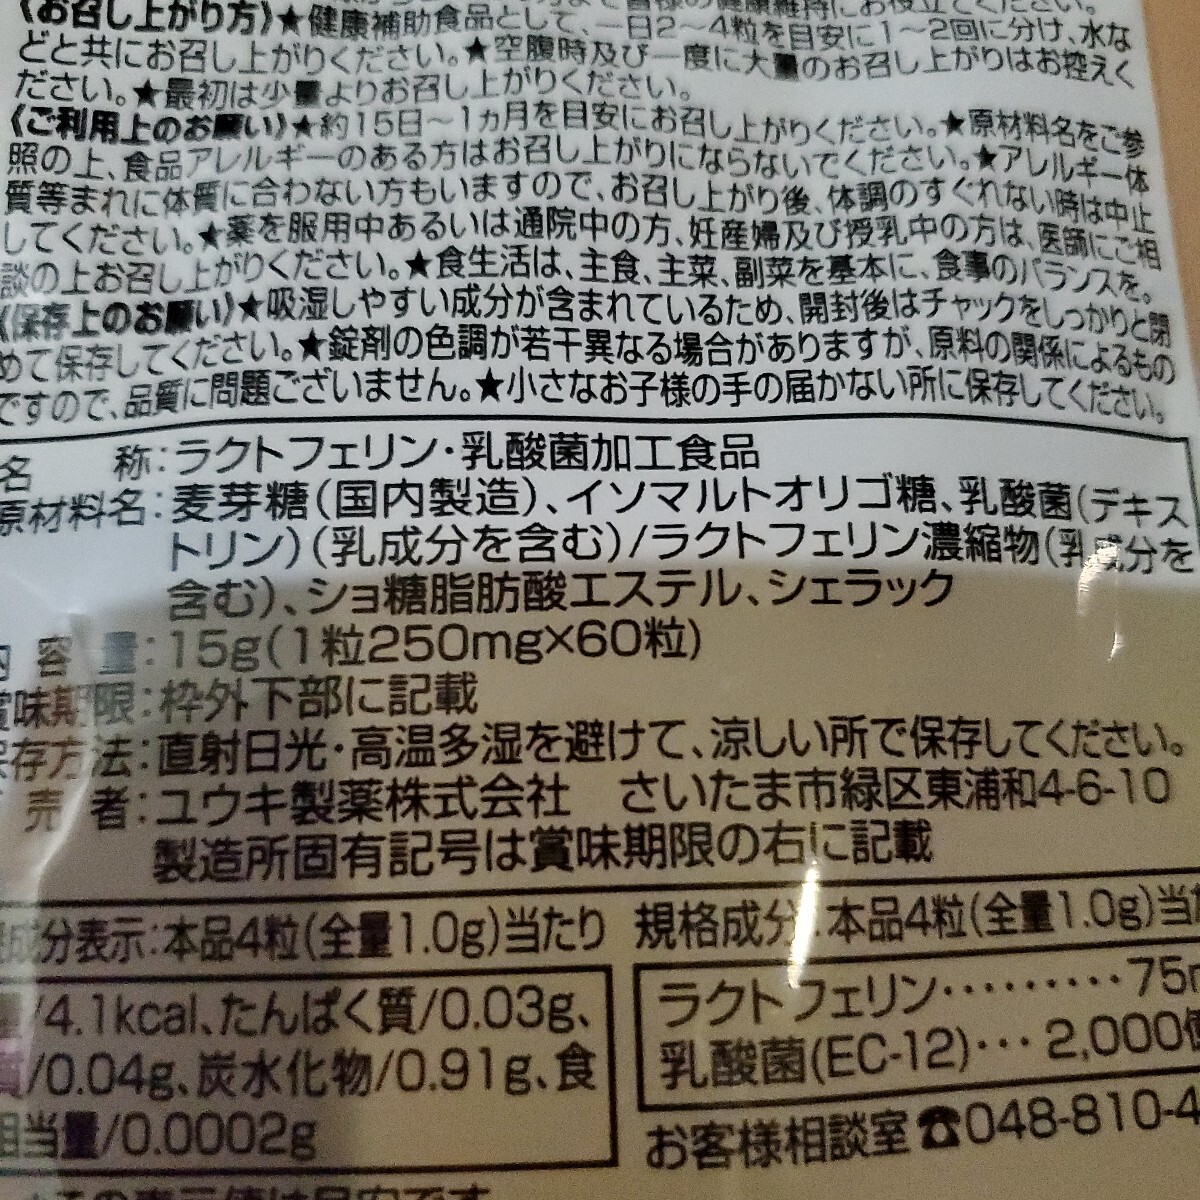 皆様の健康維持にお役立てください。
《お召し上がり方》★健康補助食品として、一日2〜4粒を目安に1〜2回に分け、水な
どと共にお召し上がりください。★空腹時及び一度に大量のお召し上がりはお控えく
ださい。★最初は少量よりお召し上がりください。
《ご利用上のお願い》★約15日〜1ヵ月を目安にお召し上がりください。★原材料名をご参
照の上、食品アレルギーのある方はお召し上がりにならないでください。★アレルギー体
質等まれに体質に合わない方もいますので、お召し上がり後、体調のすぐれない時は中止
してください。★薬を服用中あるいは通院中の方、妊産婦及び授乳中の方は、医師にご相
談の上お召し上がりください。★食生活は、主食、主菜、副菜を基本に、食事のバランスを。
《保存上のお願い》★吸湿しやすい成分が含まれているため、開封後はチャックをしっかりと閉
めて保存してください。★錠剤の色調が若干異なる場合がありますが、原料の関係によるもの
ですので、品質に問題ございません。★小さなお子様の手の届かない所に保存してください。
名 称:ラクトフェリン・乳酸菌加工食品
原材料名:麦芽糖(国内製造)、イソマルトオリゴ糖、乳酸菌(デキス
トリン)(乳成分を含む)/ラクトフェリン濃縮物(乳成分を
含む)、ショ糖脂肪酸エステル、シェラック
内 容 量:15g(1粒250mg×60粒)
賞味期限:枠外下部に記載
保存方法:直射日光・高温多湿を避けて、涼しい所で保存してください。
売 者:ユウキ製薬株式会社 さいたま市緑区東浦和4-6-10
製造所固有記号は賞味期限の右に記載
成分表示:本品4粒(全量1.0g)当たり 規格成分:本品4粒(全量1.0g)当
量/4.1kcal、たんぱく質/0.03g、
質/0.04g、炭水化物/0.91g、食
相当量/0.0002g
ラクトフェリン………75m
乳酸菌(EC-12)…2,000億
お客様相談室☎048-810-4